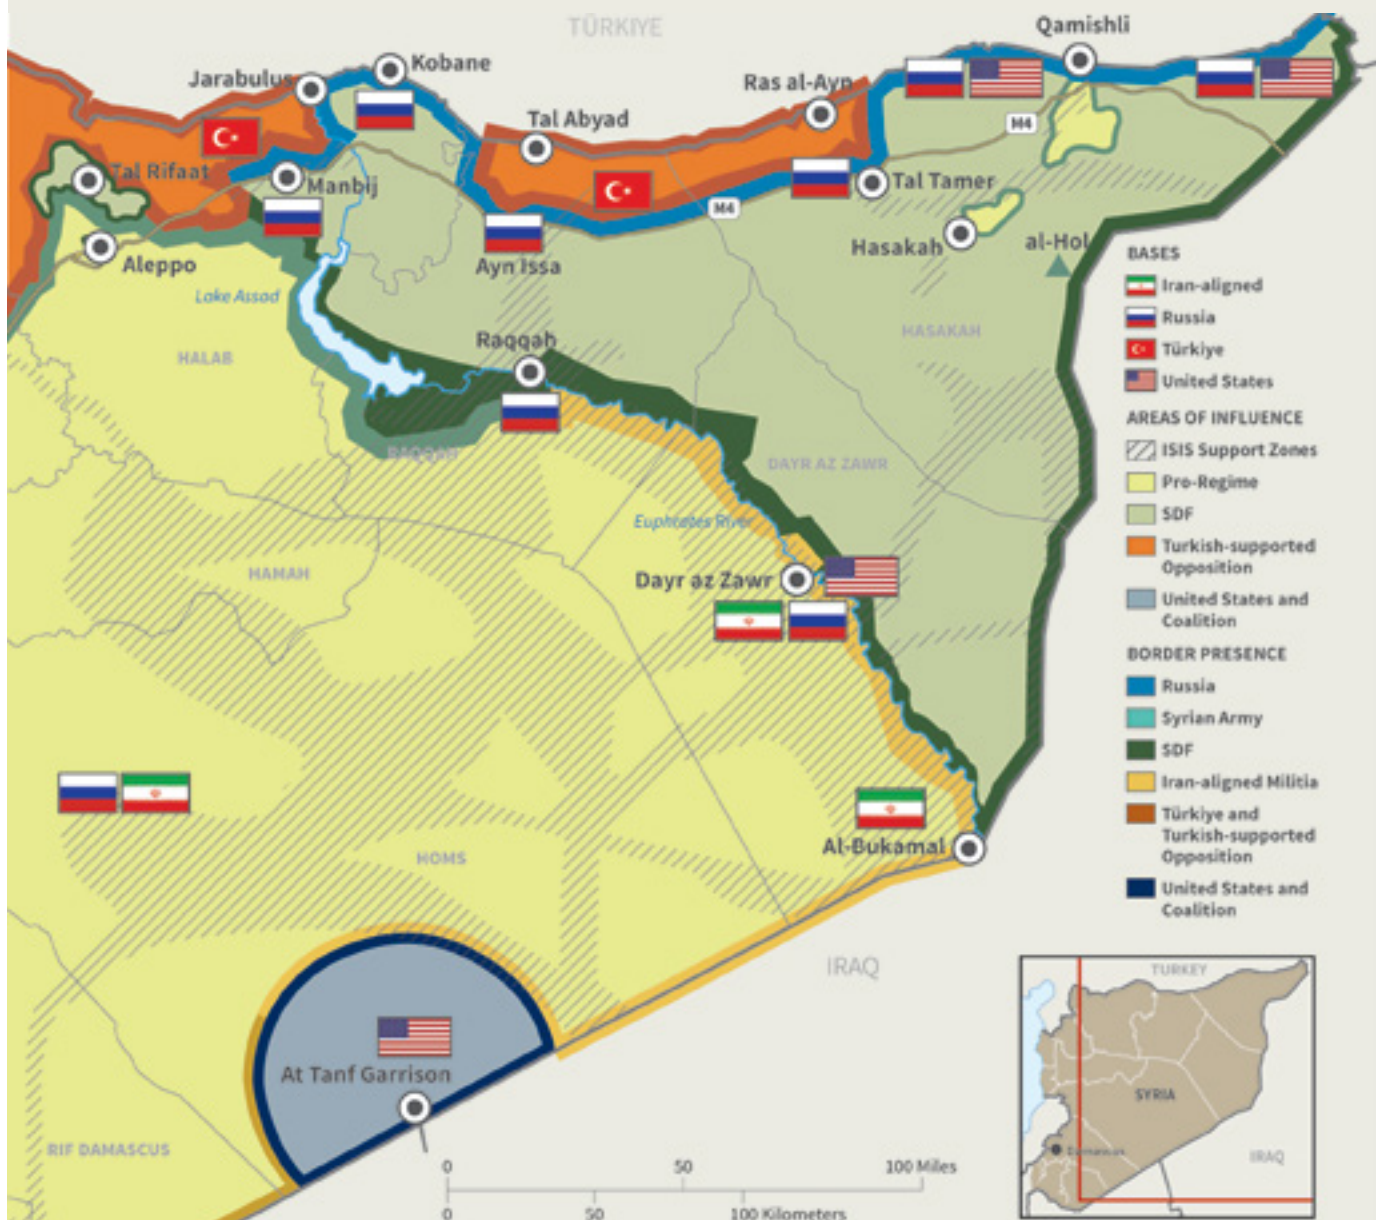 TÜRKIYE
Qamishli
Jarabulus
Kobane
Ras al-Ayn
Tal Abyad
M4
Tal Rifaat
Manbij
Tal Tamer
M4
Aleppo
Ayn Issa
Hasakah
al-Hol
Lake Assad
HALAB
Raqqah
HASAKAH
RAQQAH
DAYR AZ ZAWR
Euphrates River
HAMAH
Dayr az Zawr
Al-Bukamal
HOMS
IRAQ
At Tanf Garrison
RIF DAMASCUS
BASES
Iran-aligned
Russia
Türkiye
United States
AREAS OF INFLUENCE
ISIS Support Zones
Pro-Regime
SDF
Turkish-supported
Opposition
United States and
Coalition
BORDER PRESENCE
Russia
Syrian Army
SDF
Iran-aligned Militia
Türkiye and
Turkish-supported
Opposition
United States and
Coalition
0 50 100 Miles
0 50 100 Kilometers
TURKEY
SYRIA
Damascus
IRAQ